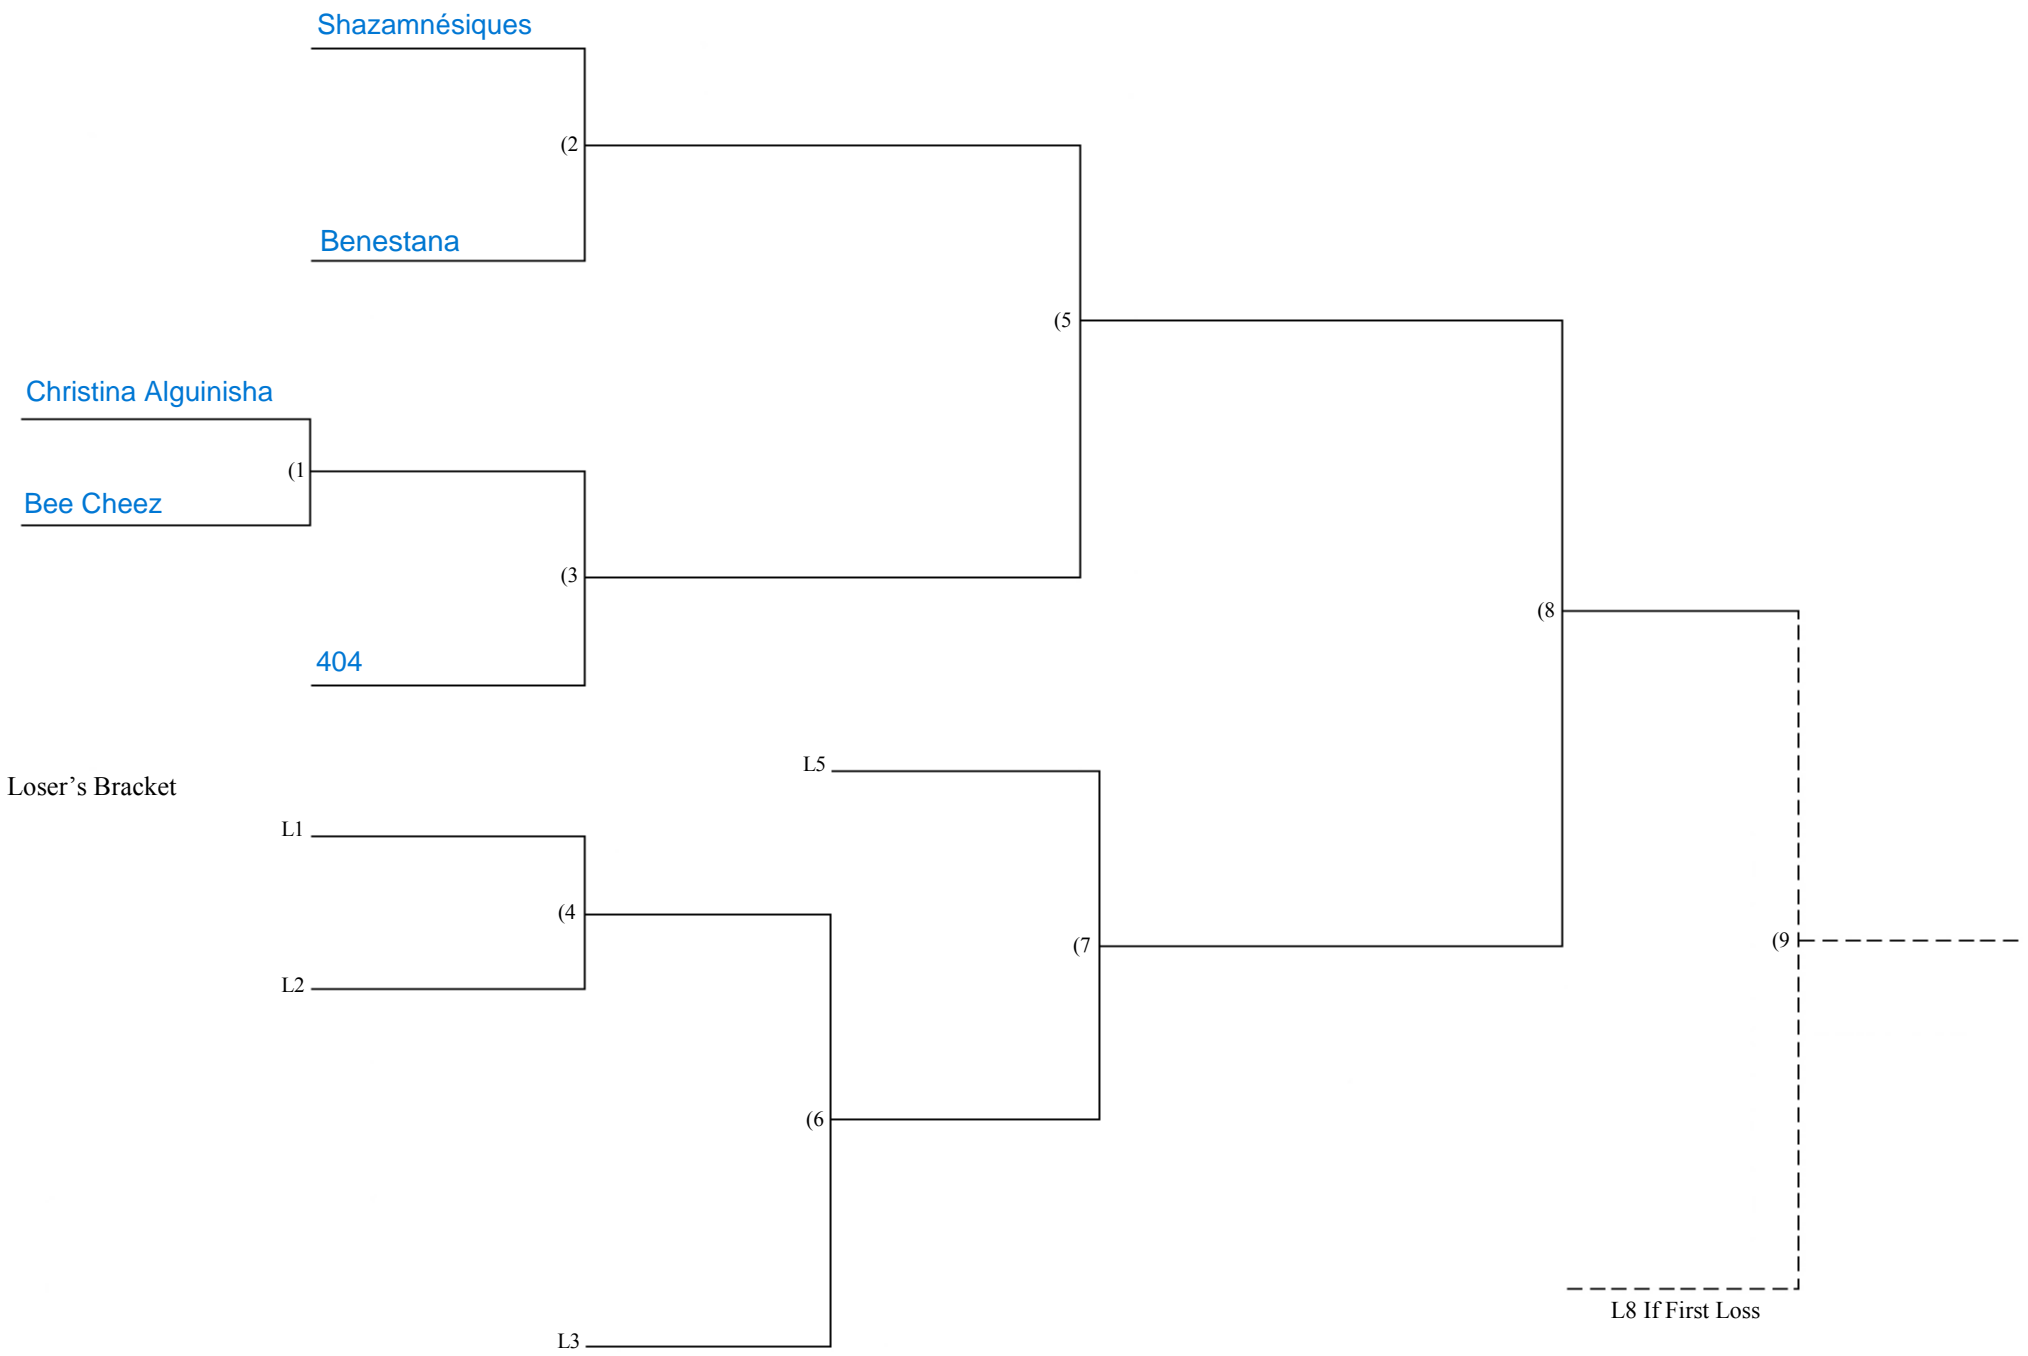 Shazamnésiques
(2
Benestana
(5
Christina Alguinisha
(1
Bee Cheez
(3
(8
404
L5
Loser’s Bracket
L1
(4
(7
(9
L2
(6
L8 If First Loss
L3